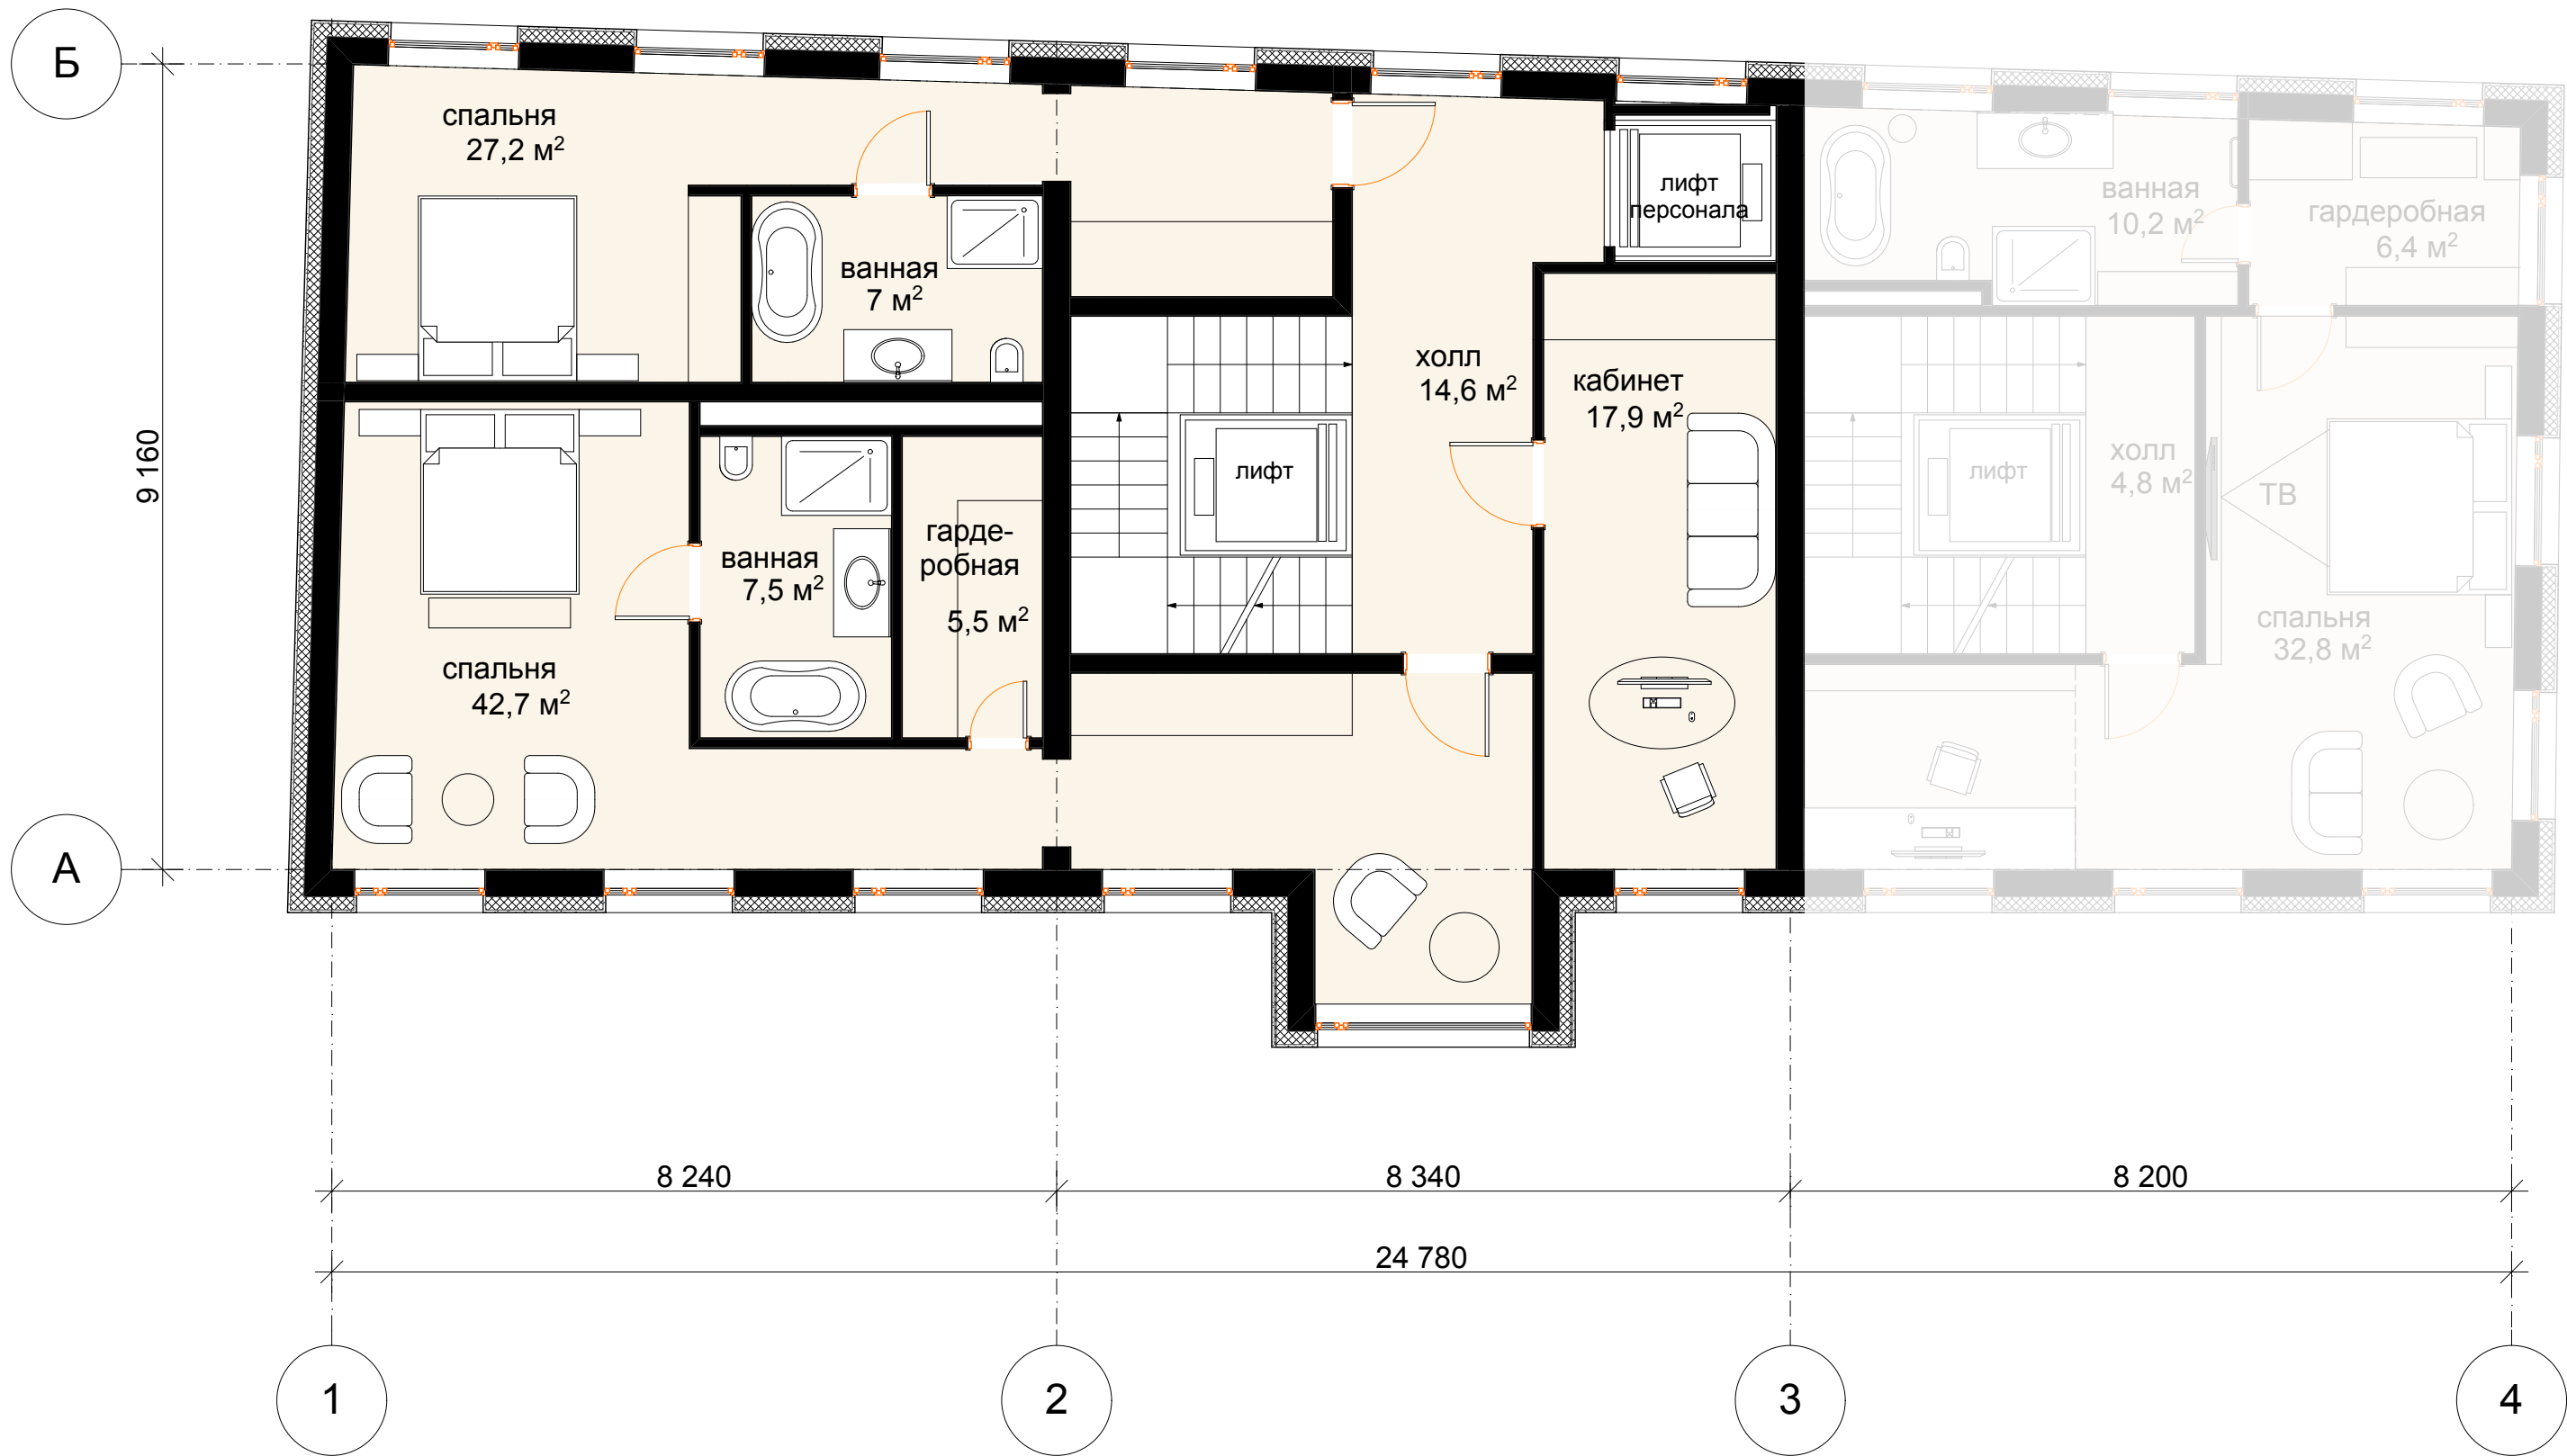 Б
спальня
27,2 м²
ванная
7 м²
лифт
персонала
ванная
10,2 м²
гардеробная
6,4 м²
холл
14,6 м²
кабинет
17,9 м²
9 160
лифт
лифт
холл
4,8 м²
ТВ
гарде-
робная
5,5 м²
ванная
7,5 м²
спальня
42,7 м²
спальня
32,8 м²
А
8 240
8 340
8 200
24 780
1
2
3
4